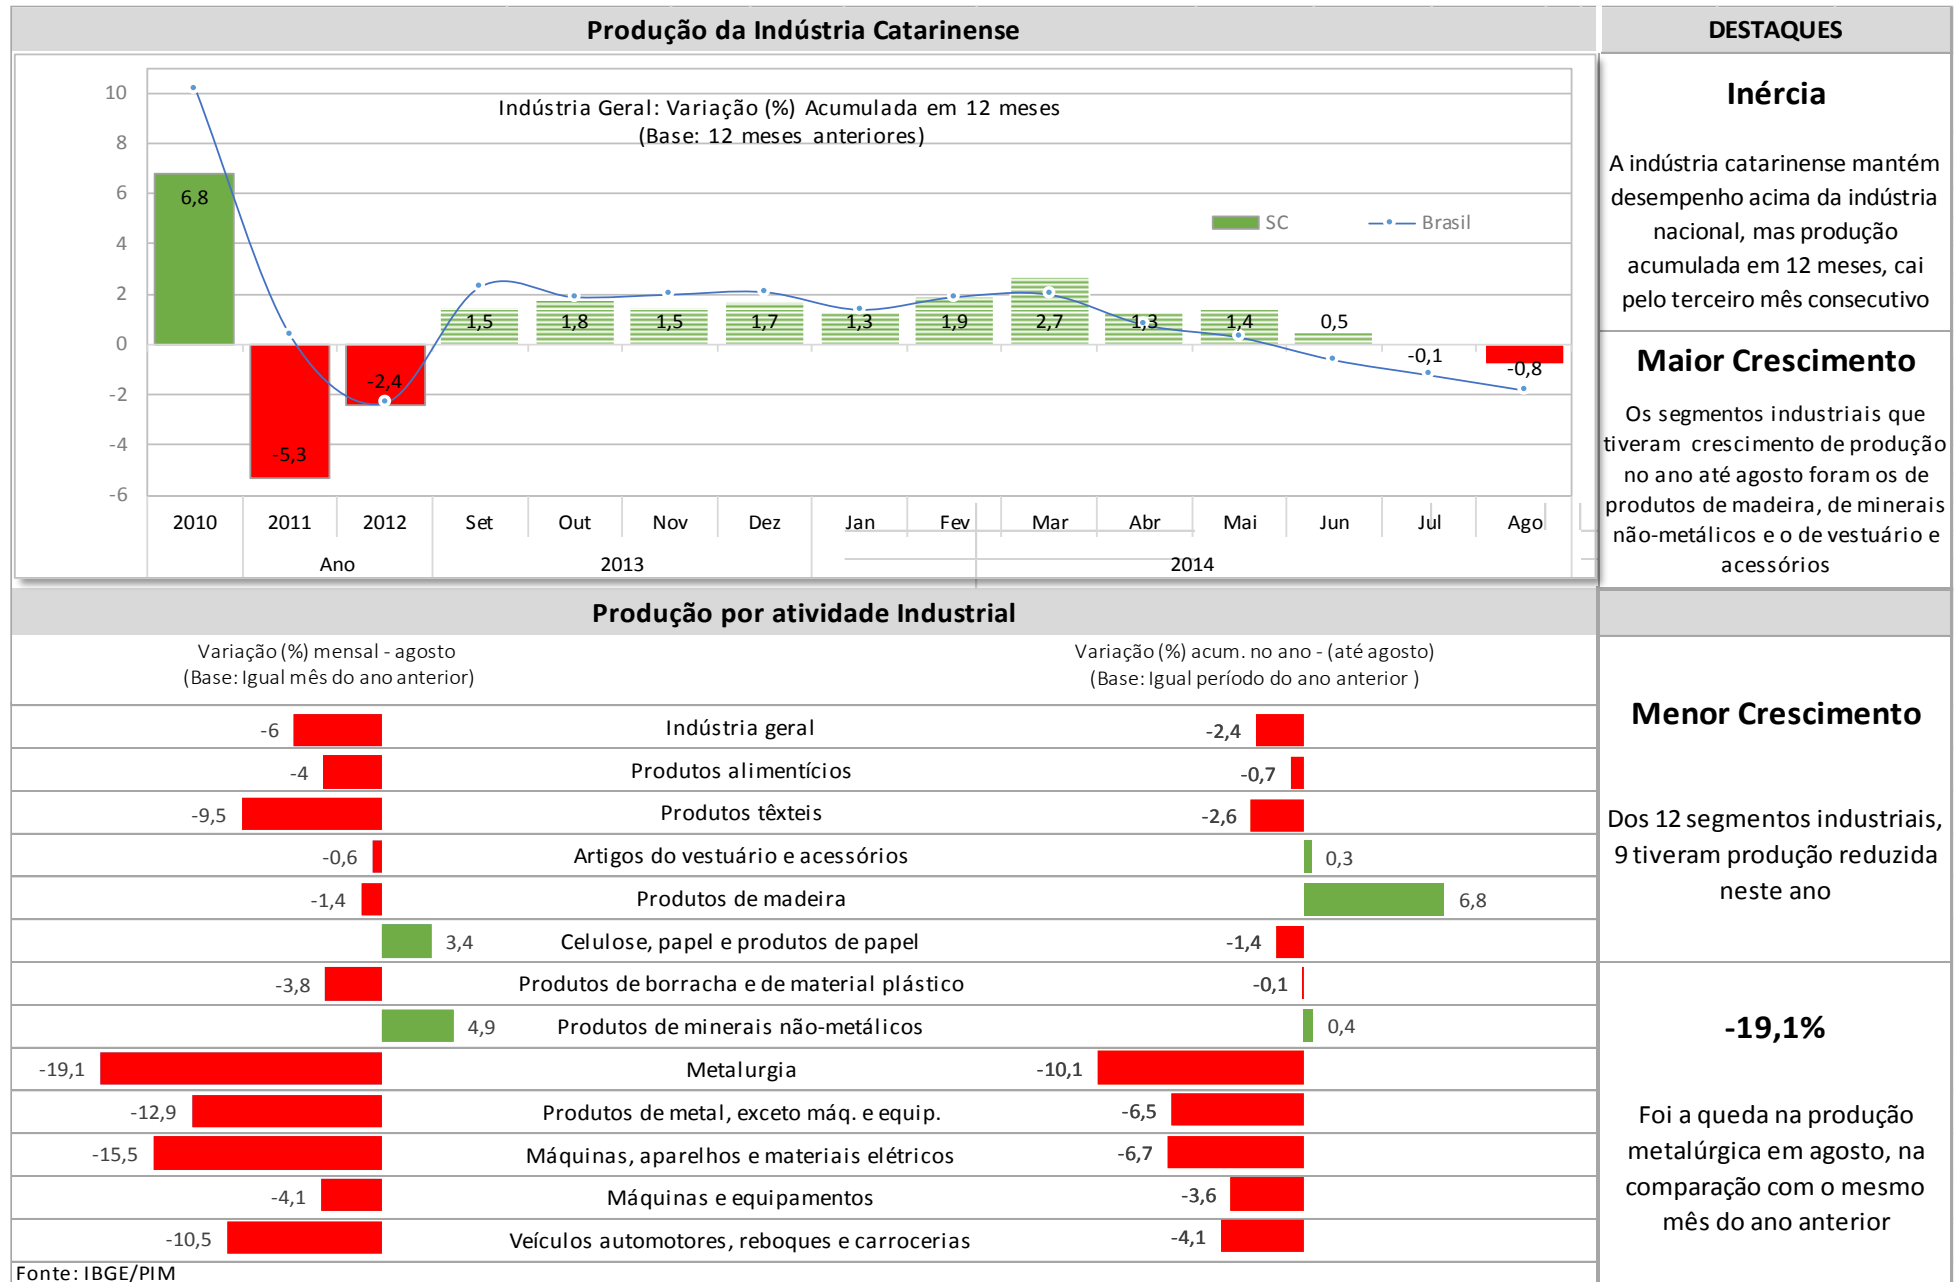 Produção da Indústria Catarinense
Indústria Geral: Variação (%) Acumulada em 12 meses
(Base: 12 meses anteriores)
SC
Brasil
10
8
6
4
2
0
-2
-4
-6
6,8
-5,3
-2,4
1,5
1,8
1,5
1,7
1,3
1,9
2,7
1,3
1,4
0,5
-0,1
-0,8
2010
2011
2012
Set
Out
Nov
Dez
Jan
Fev
Mar
Abr
Mai
Jun
Jul
Ago
Ano
2013
2014
DESTAQUES
Inércia
A indústria catarinense mantém
desempenho acima da indústria
nacional, mas produção
acumulada em 12 meses, cai
pelo terceiro mês consecutivo
Maior Crescimento
Os segmentos industriais que
tiveram crescimento de produção
no ano até agosto foram os de
produtos de madeira, de minerais
não-metálicos e o de vestuário e
acessórios
Produção por atividade Industrial
Variação (%) mensal - agosto
(Base: Igual mês do ano anterior)
Variação (%) acum. no ano - (até agosto)
(Base: Igual período do ano anterior )
-6 Indústria geral -2,4
-4 Produtos alimentícios -0,7
-9,5 Produtos têxteis -2,6
-0,6 Artigos do vestuário e acessórios 0,3
-1,4 Produtos de madeira 6,8
3,4 Celulose, papel e produtos de papel -1,4
-3,8 Produtos de borracha e de material plástico -0,1
4,9 Produtos de minerais não-metálicos 0,4
-19,1 Metalurgia -10,1
-12,9 Produtos de metal, exceto máq. e equip. -6,5
-15,5 Máquinas, aparelhos e materiais elétricos -6,7
-4,1 Máquinas e equipamentos -3,6
-10,5 Veículos automotores, reboques e carrocerias -4,1
Fonte: IBGE/PIM
Menor Crescimento
Dos 12 segmentos industriais,
9 tiveram produção reduzida
neste ano
-19,1%
Foi a queda na produção
metalúrgica em agosto, na
comparação com o mesmo
mês do ano anterior